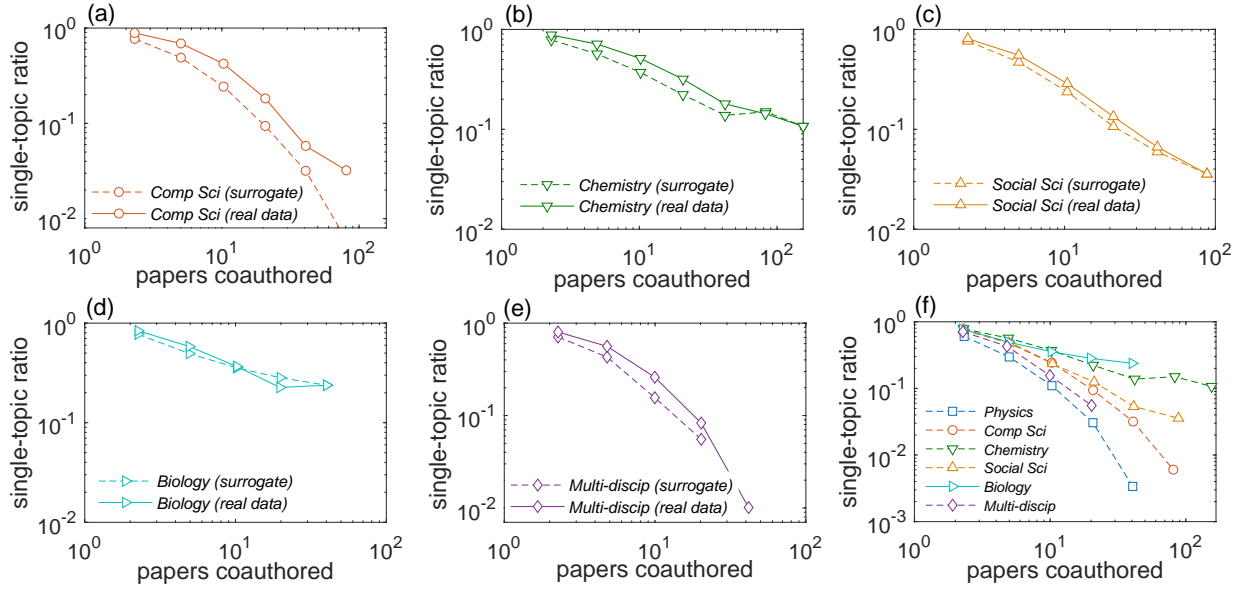 (a)
10^0
10^-1
10^-2
single-topic ratio
Comp Sci (surrogate)
Comp Sci (real data)
10^0
10^1
10^2
papers coauthored
(b)
10^0
10^-1
10^-2
single-topic ratio
Chemistry (surrogate)
Chemistry (real data)
10^0
10^1
10^2
papers coauthored
(c)
10^0
10^-1
10^-2
single-topic ratio
Social Sci (surrogate)
Social Sci (real data)
10^0
10^1
10^2
papers coauthored
(d)
10^0
10^-1
10^-2
single-topic ratio
Biology (surrogate)
Biology (real data)
10^0
10^1
10^2
papers coauthored
(e)
10^0
10^-1
10^-2
single-topic ratio
Multi-discip (surrogate)
Multi-discip (real data)
10^0
10^1
10^2
papers coauthored
(f)
10^0
10^-1
10^-2
10^-3
single-topic ratio
Physics
Comp Sci
Chemistry
Social Sci
Biology
Multi-discip
10^0
10^1
10^2
papers coauthored